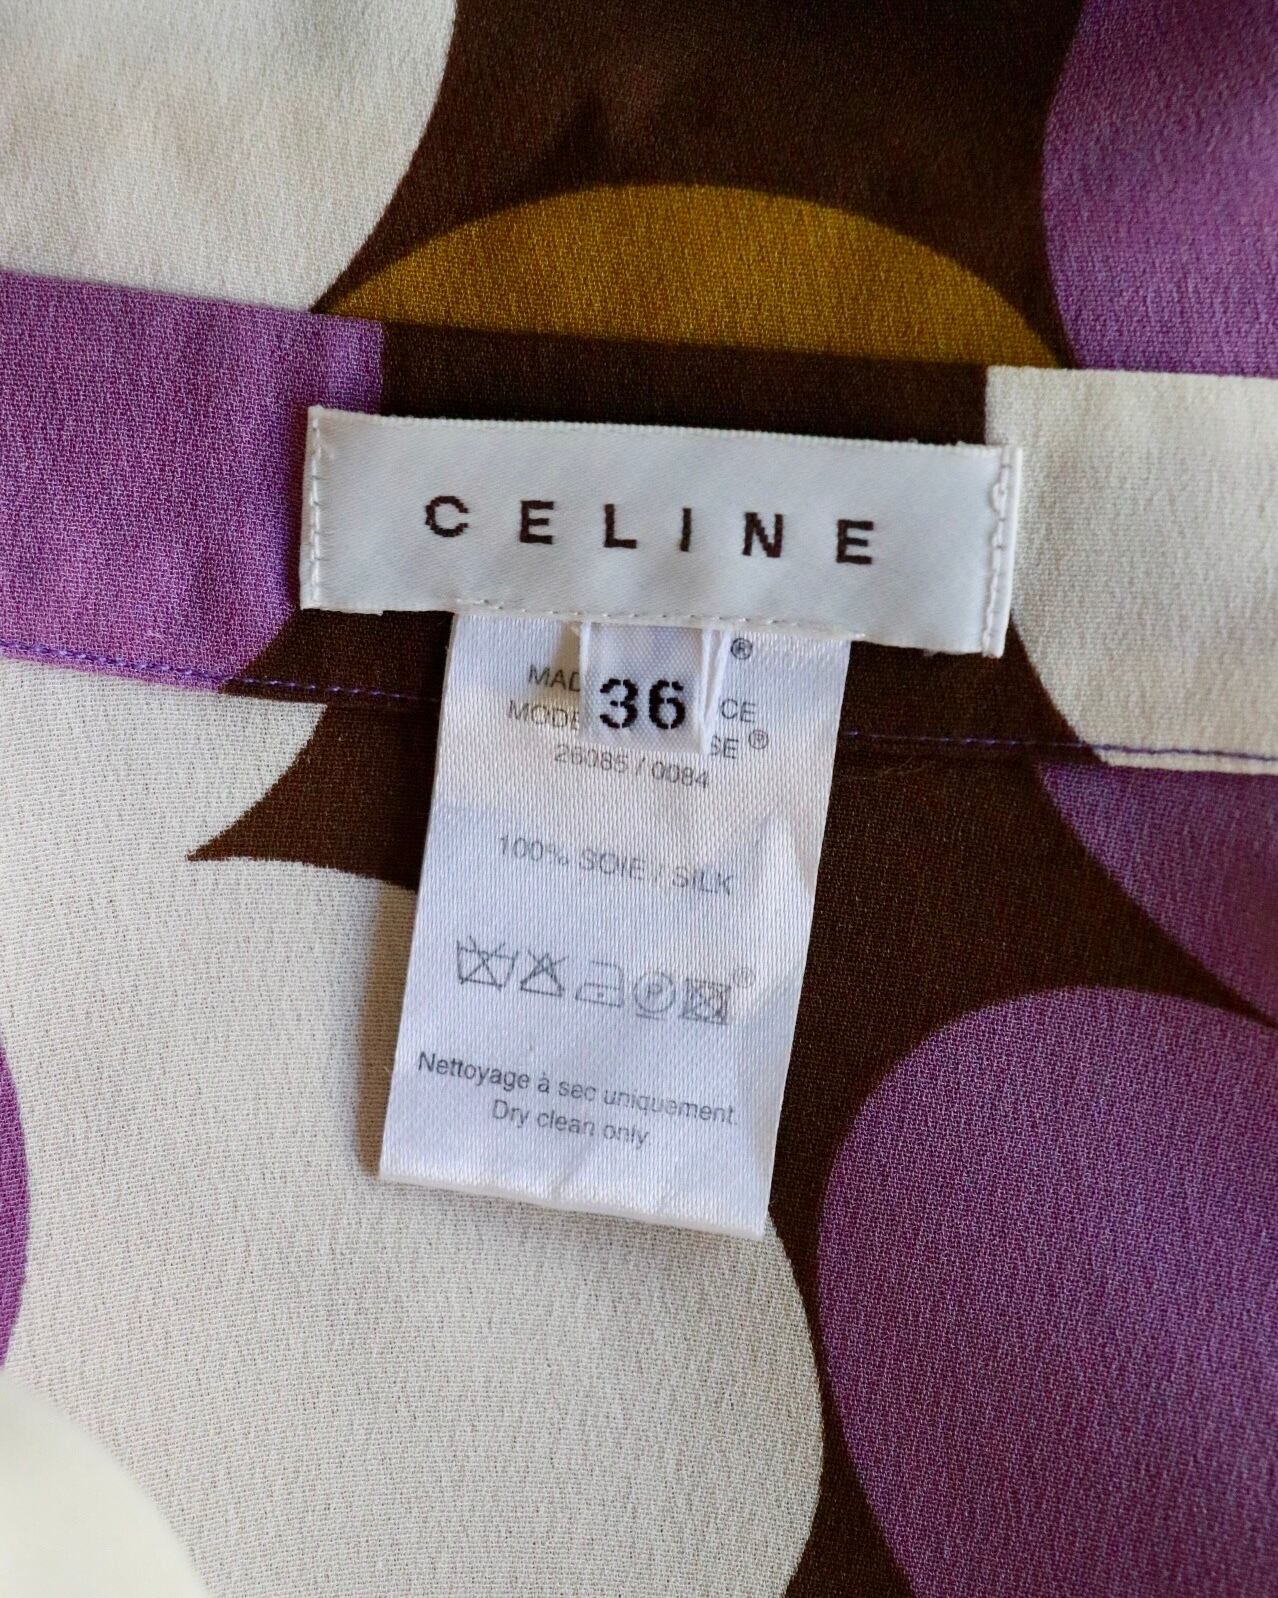 CELINE
®
36
26085 / 0084
100% SOIE / SILK
P
Nettoyage à sec uniquement.
Dry clean only